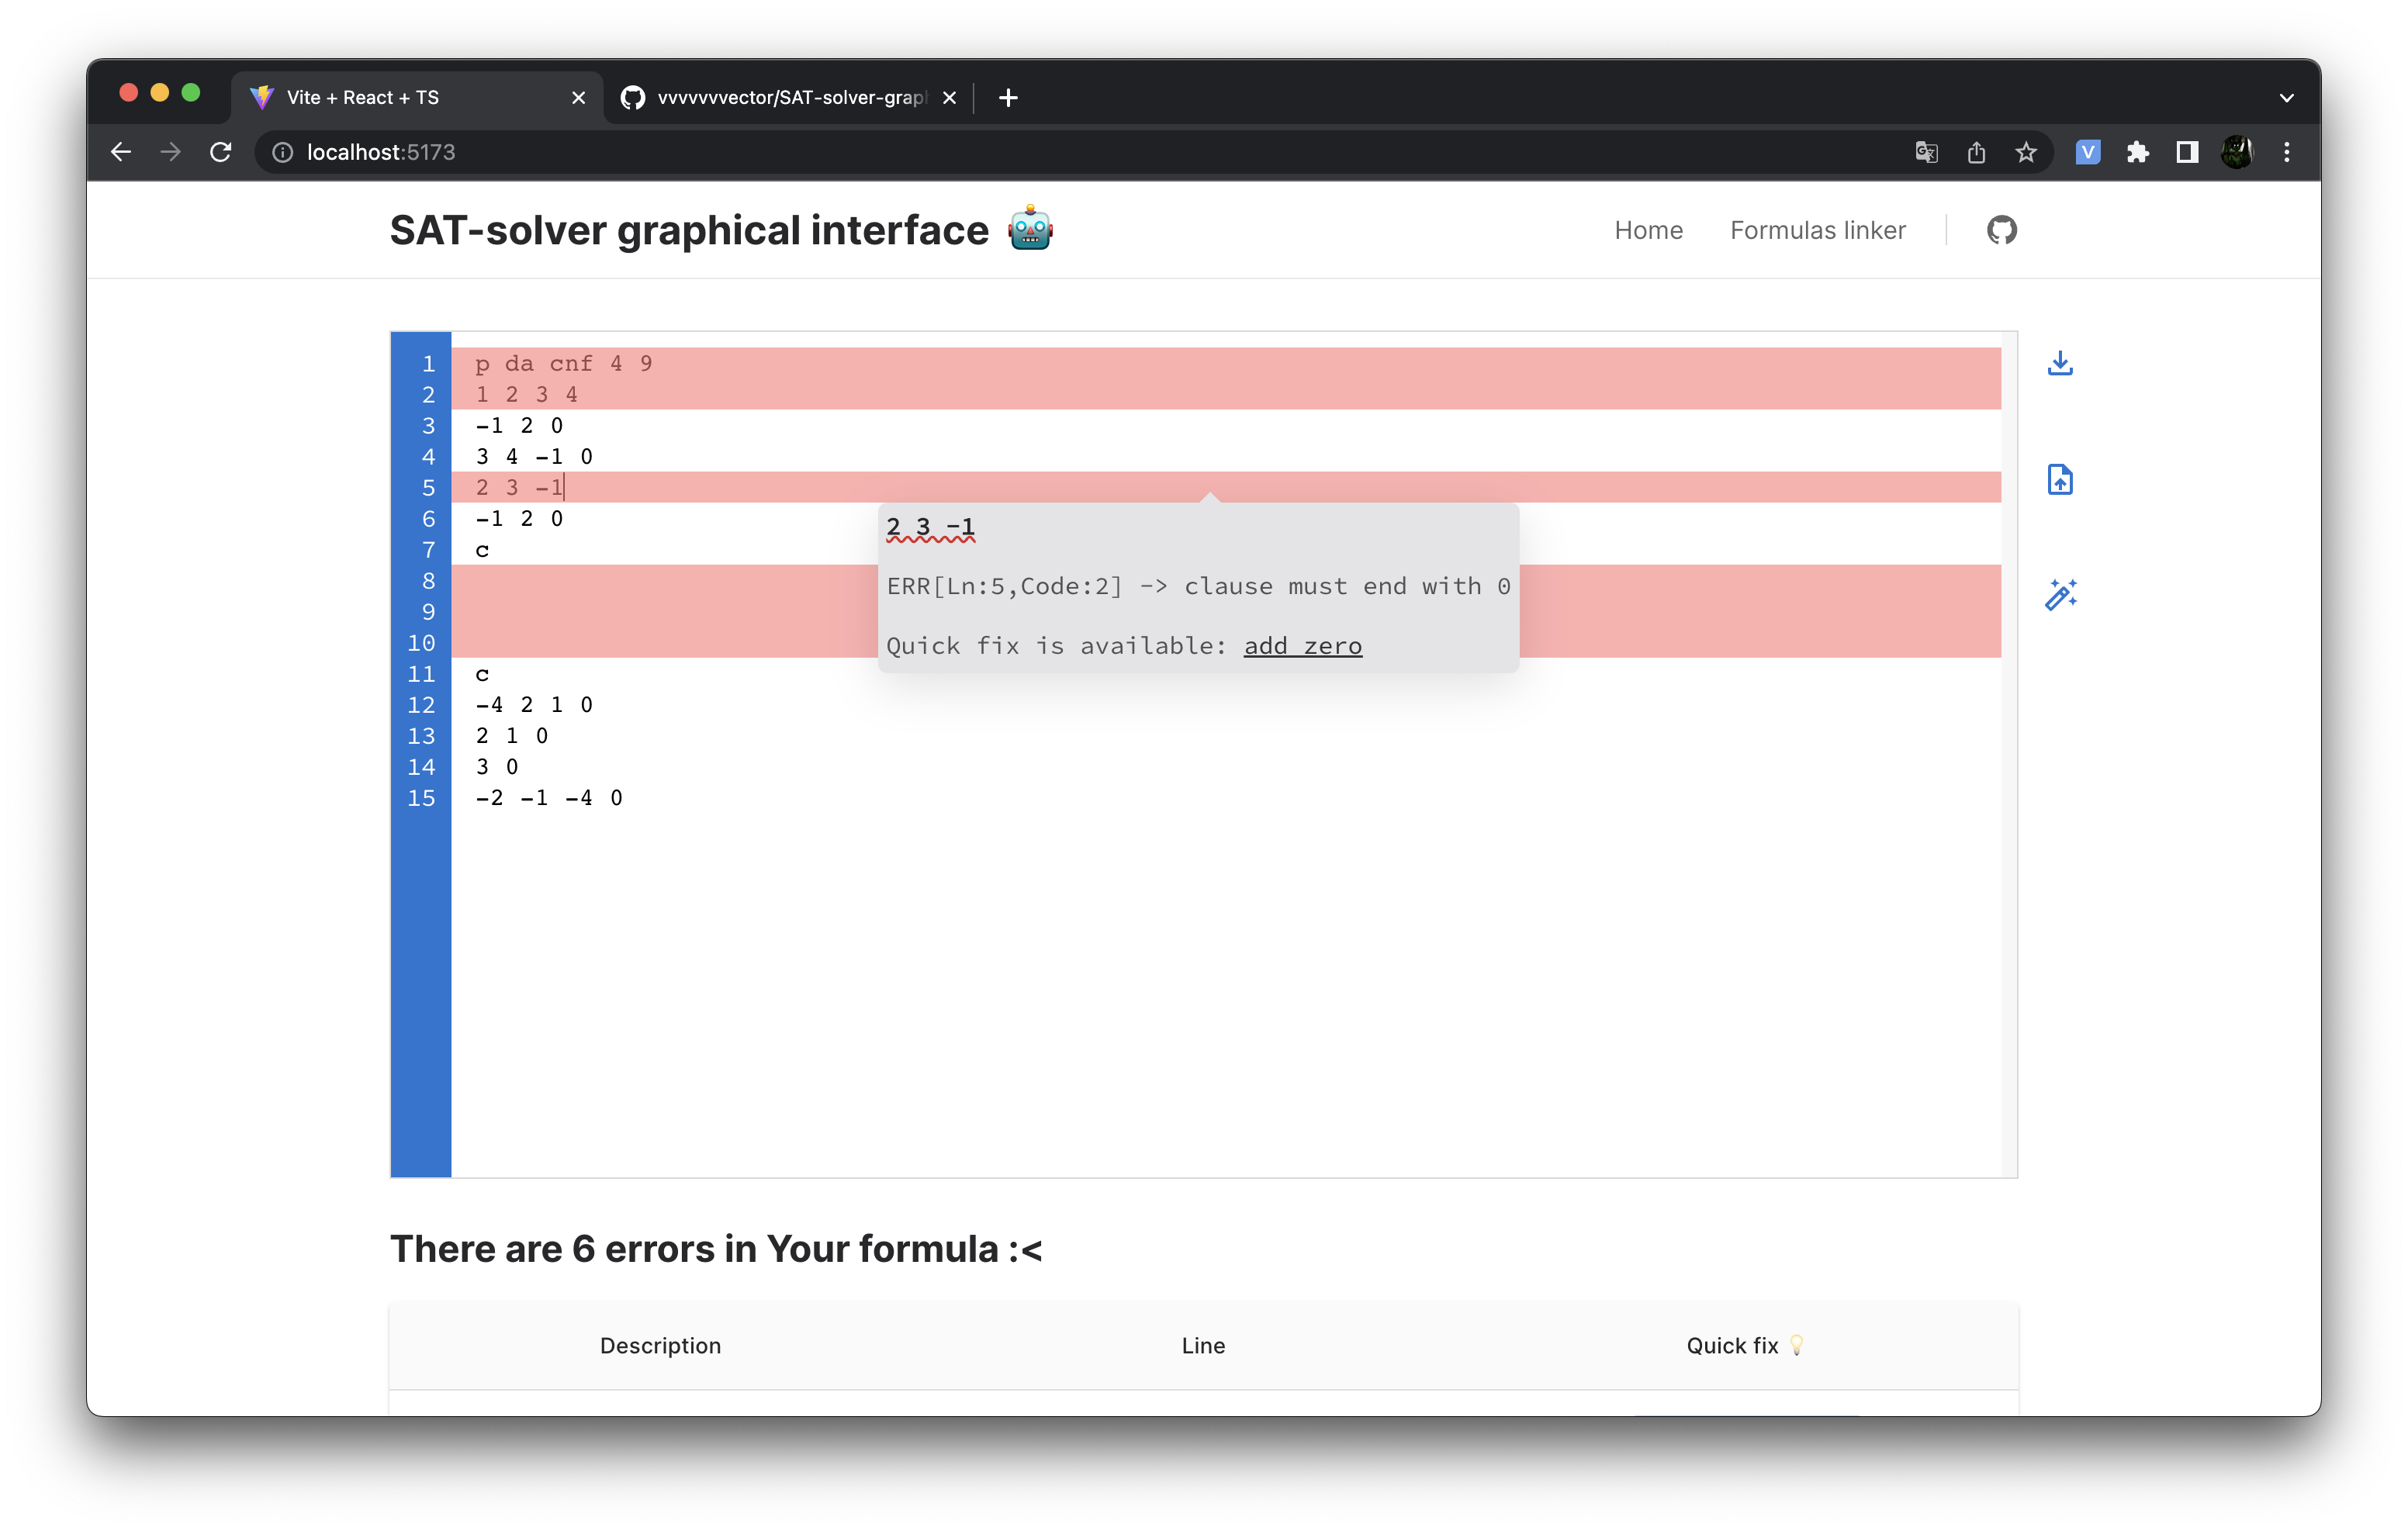 Vite + React + TS
vvvvvvvector/SAT-solver-grap
localhost:5173
SAT-solver graphical interface
Home
Formulas linker
1 p da cnf 4 9
2 1 2 3 4
3 -1 2 0
4 3 4 -1 0
5 2 3 -1
6 -1 2 0
7 c
8
9
10
11 c
12 -4 2 1 0
13 2 1 0
14 3 0
15 -2 -1 -4 0
2 3 -1
ERR[Ln:5,Code:2] -> clause must end with 0
Quick fix is available: add zero
There are 6 errors in Your formula :<
Description Line Quick fix 💡